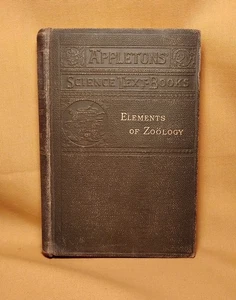 APPLETONS'
SCIENCE TEXT-BOOKS
ELEMENTS
OF ZOÖLOGY